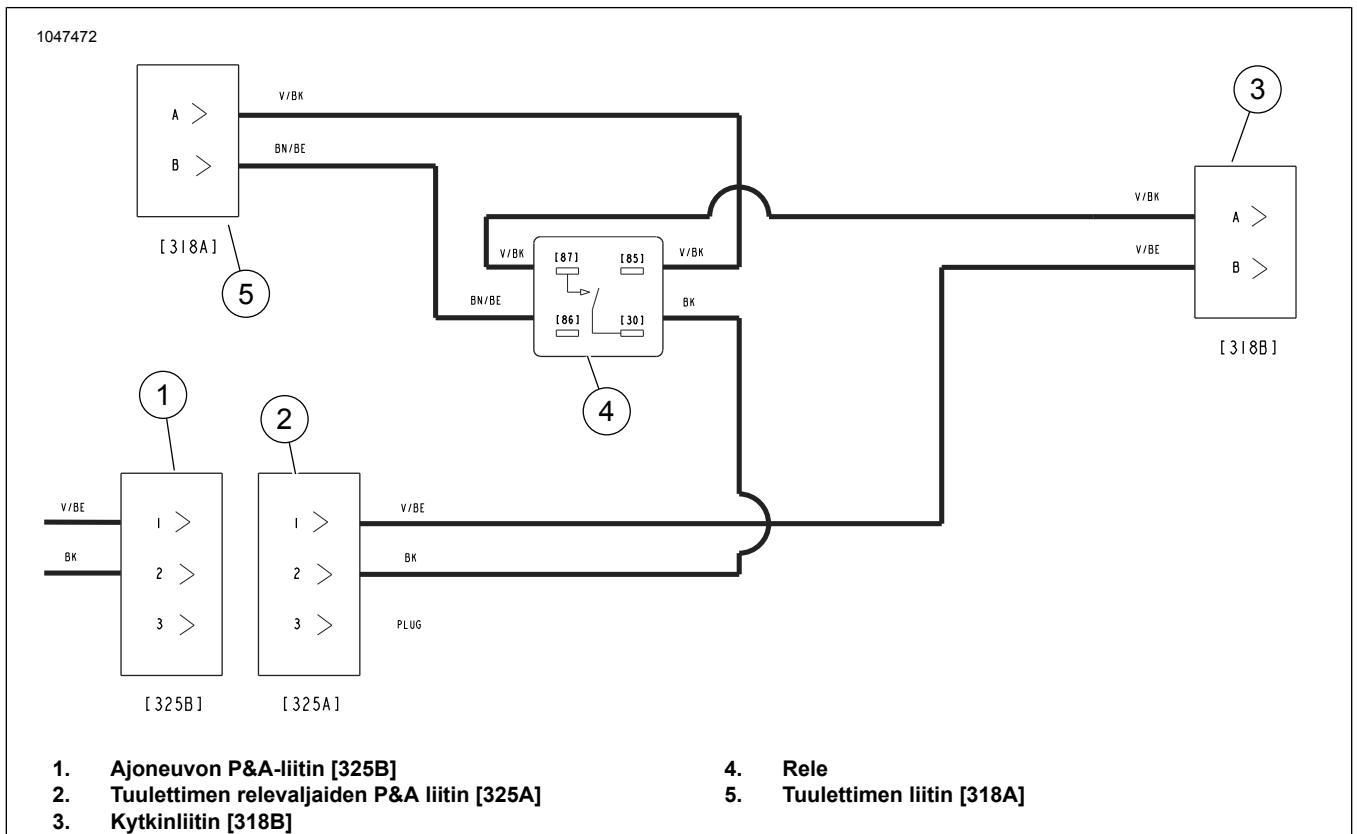 1047472
V/BK
A
BN/BE
B
[318A]
5
3
V/BK
A
V/BE
B
[318B]
V/BK
[87]
[85]
V/BK
BN/BE
[86]
[30]
BK
4
1
2
V/BE
1
BK
2
3
[325B]
V/BE
1
BK
2
3
PLUG
[325A]
1. Ajoneuvon P&A-liitin [325B]
2. Tuulettimen relevaljaiden P&A liitin [325A]
3. Kytkinliitin [318B]
4. Rele
5. Tuulettimen liitin [318A]